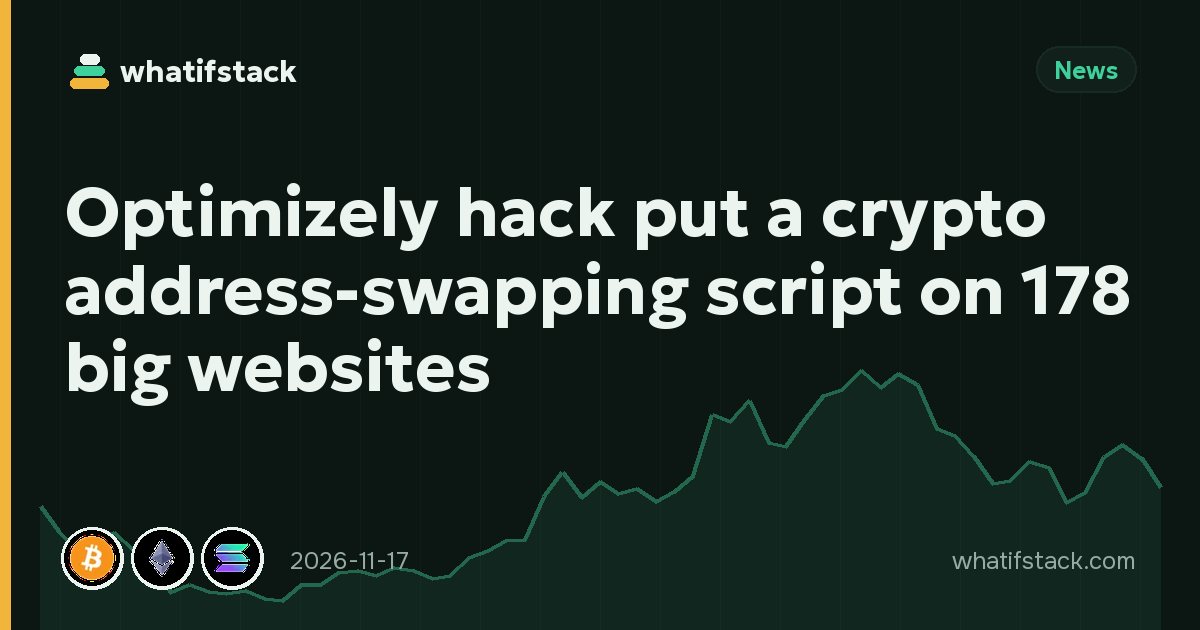 whatifstack
News
Optimizely hack put a crypto
address-swapping script on 178
big websites
2026-11-17
whatifstack.com